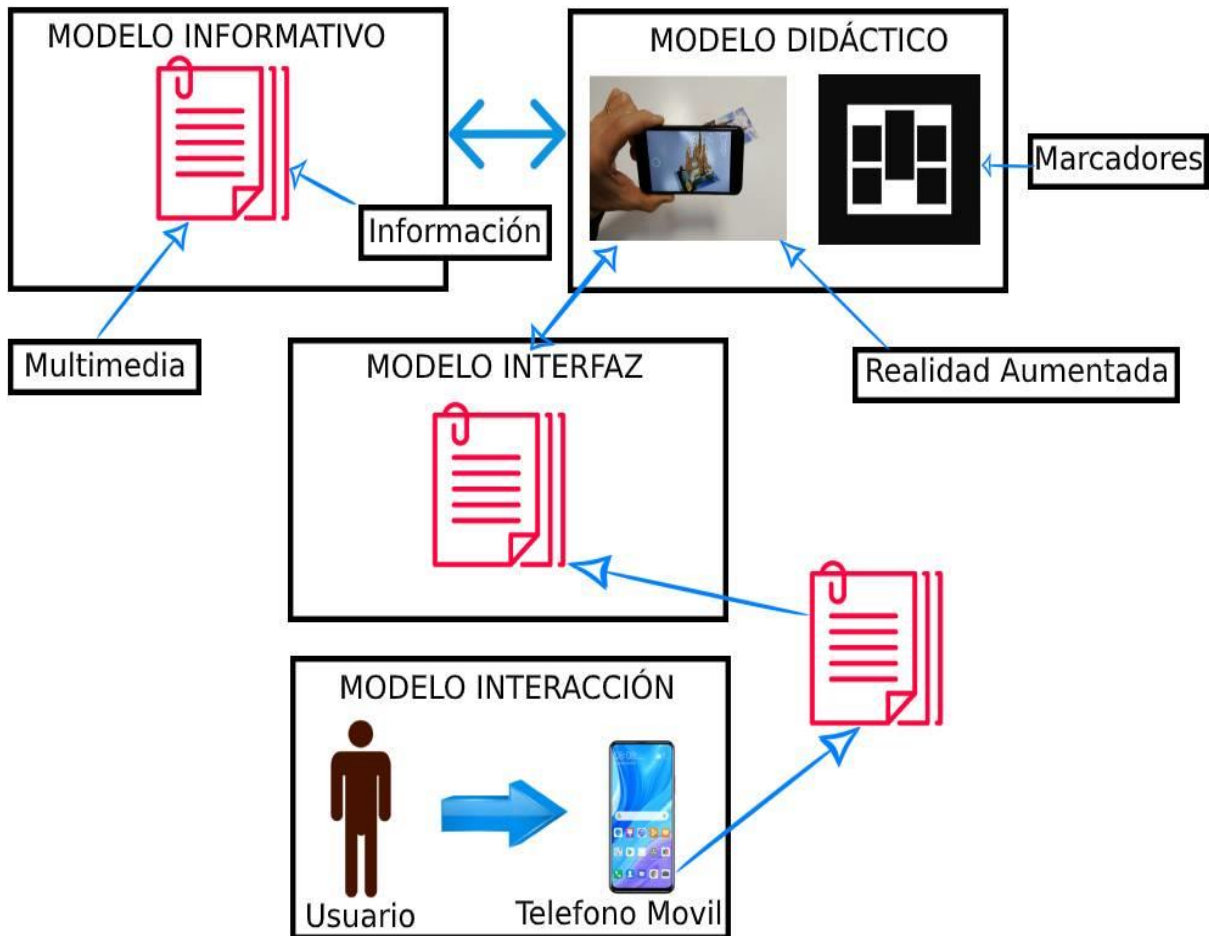 MODELO INFORMATIVO
MODELO DIDÁCTICO
Marcadores
Información
Multimedia
MODELO INTERFAZ
Realidad Aumentada
MODELO INTERACCIÓN
Usuario
Telefono Movil